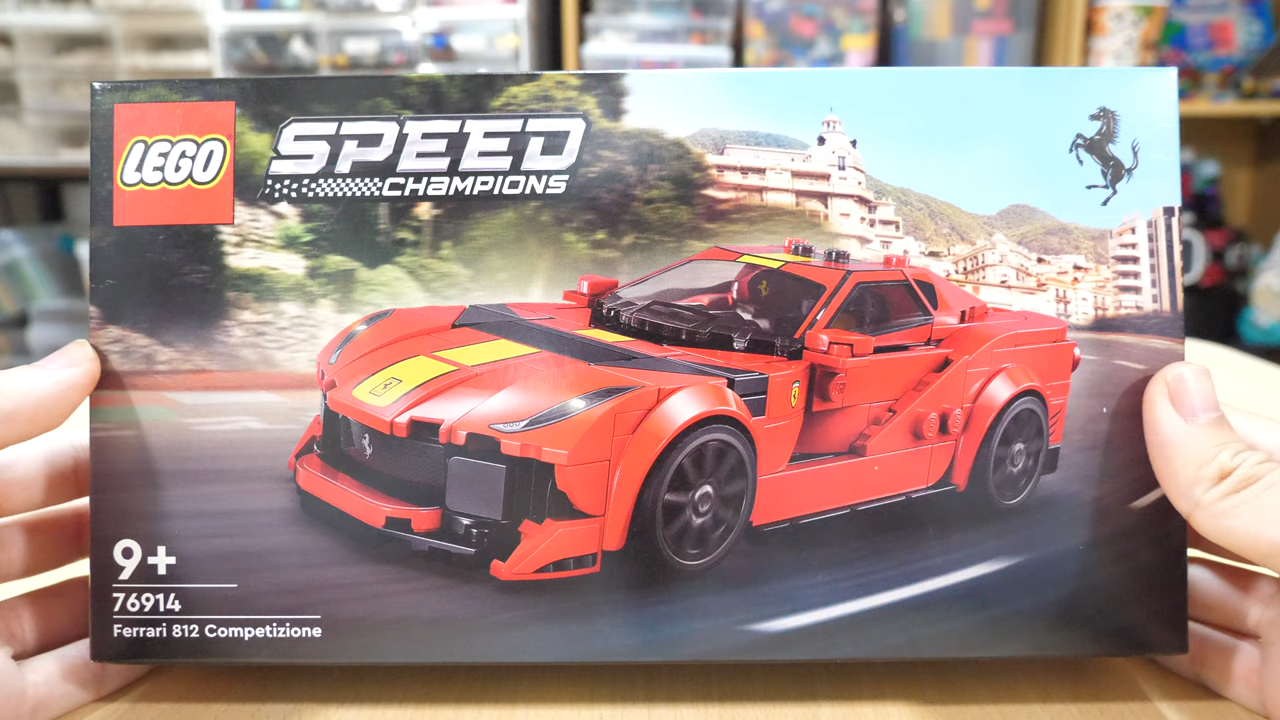 LEGO
SPEED
CHAMPIONS
9+
76914
Ferrari 812 Competizione